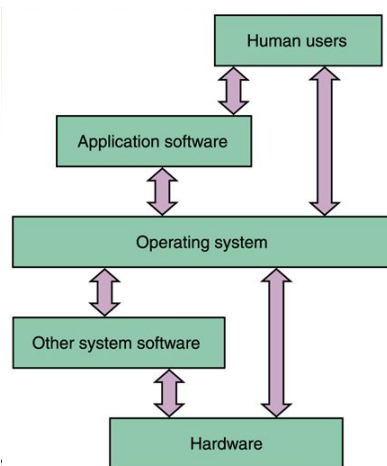 Human users
Application software
Operating system
Other system software
Hardware